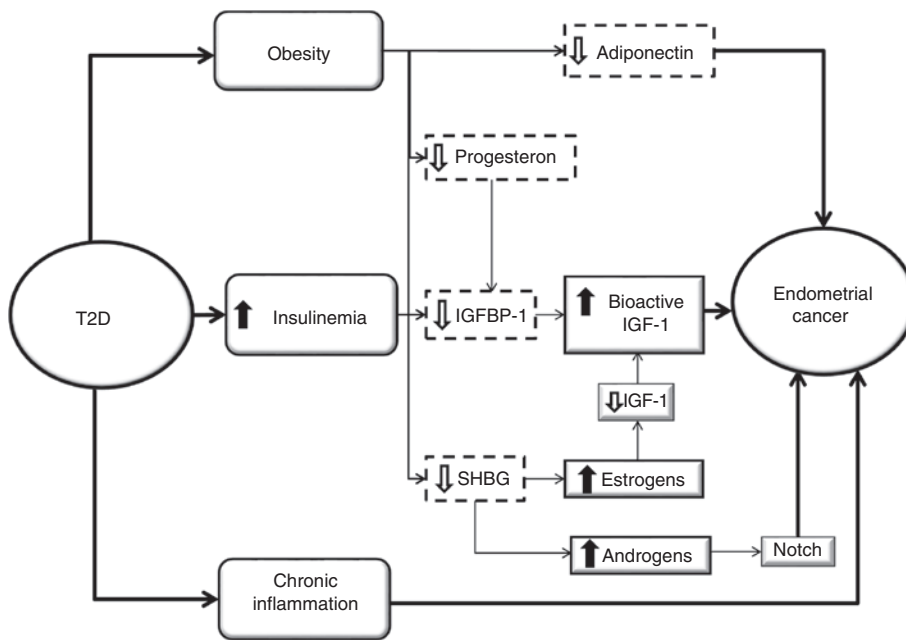 Obesity
Adiponectin
Progesteron
T2D
Insulinemia
IGFBP-1
Bioactive
IGF-1
Endometrial
cancer
IGF-1
SHBG
Estrogens
Androgens
Notch
Chronic
inflammation